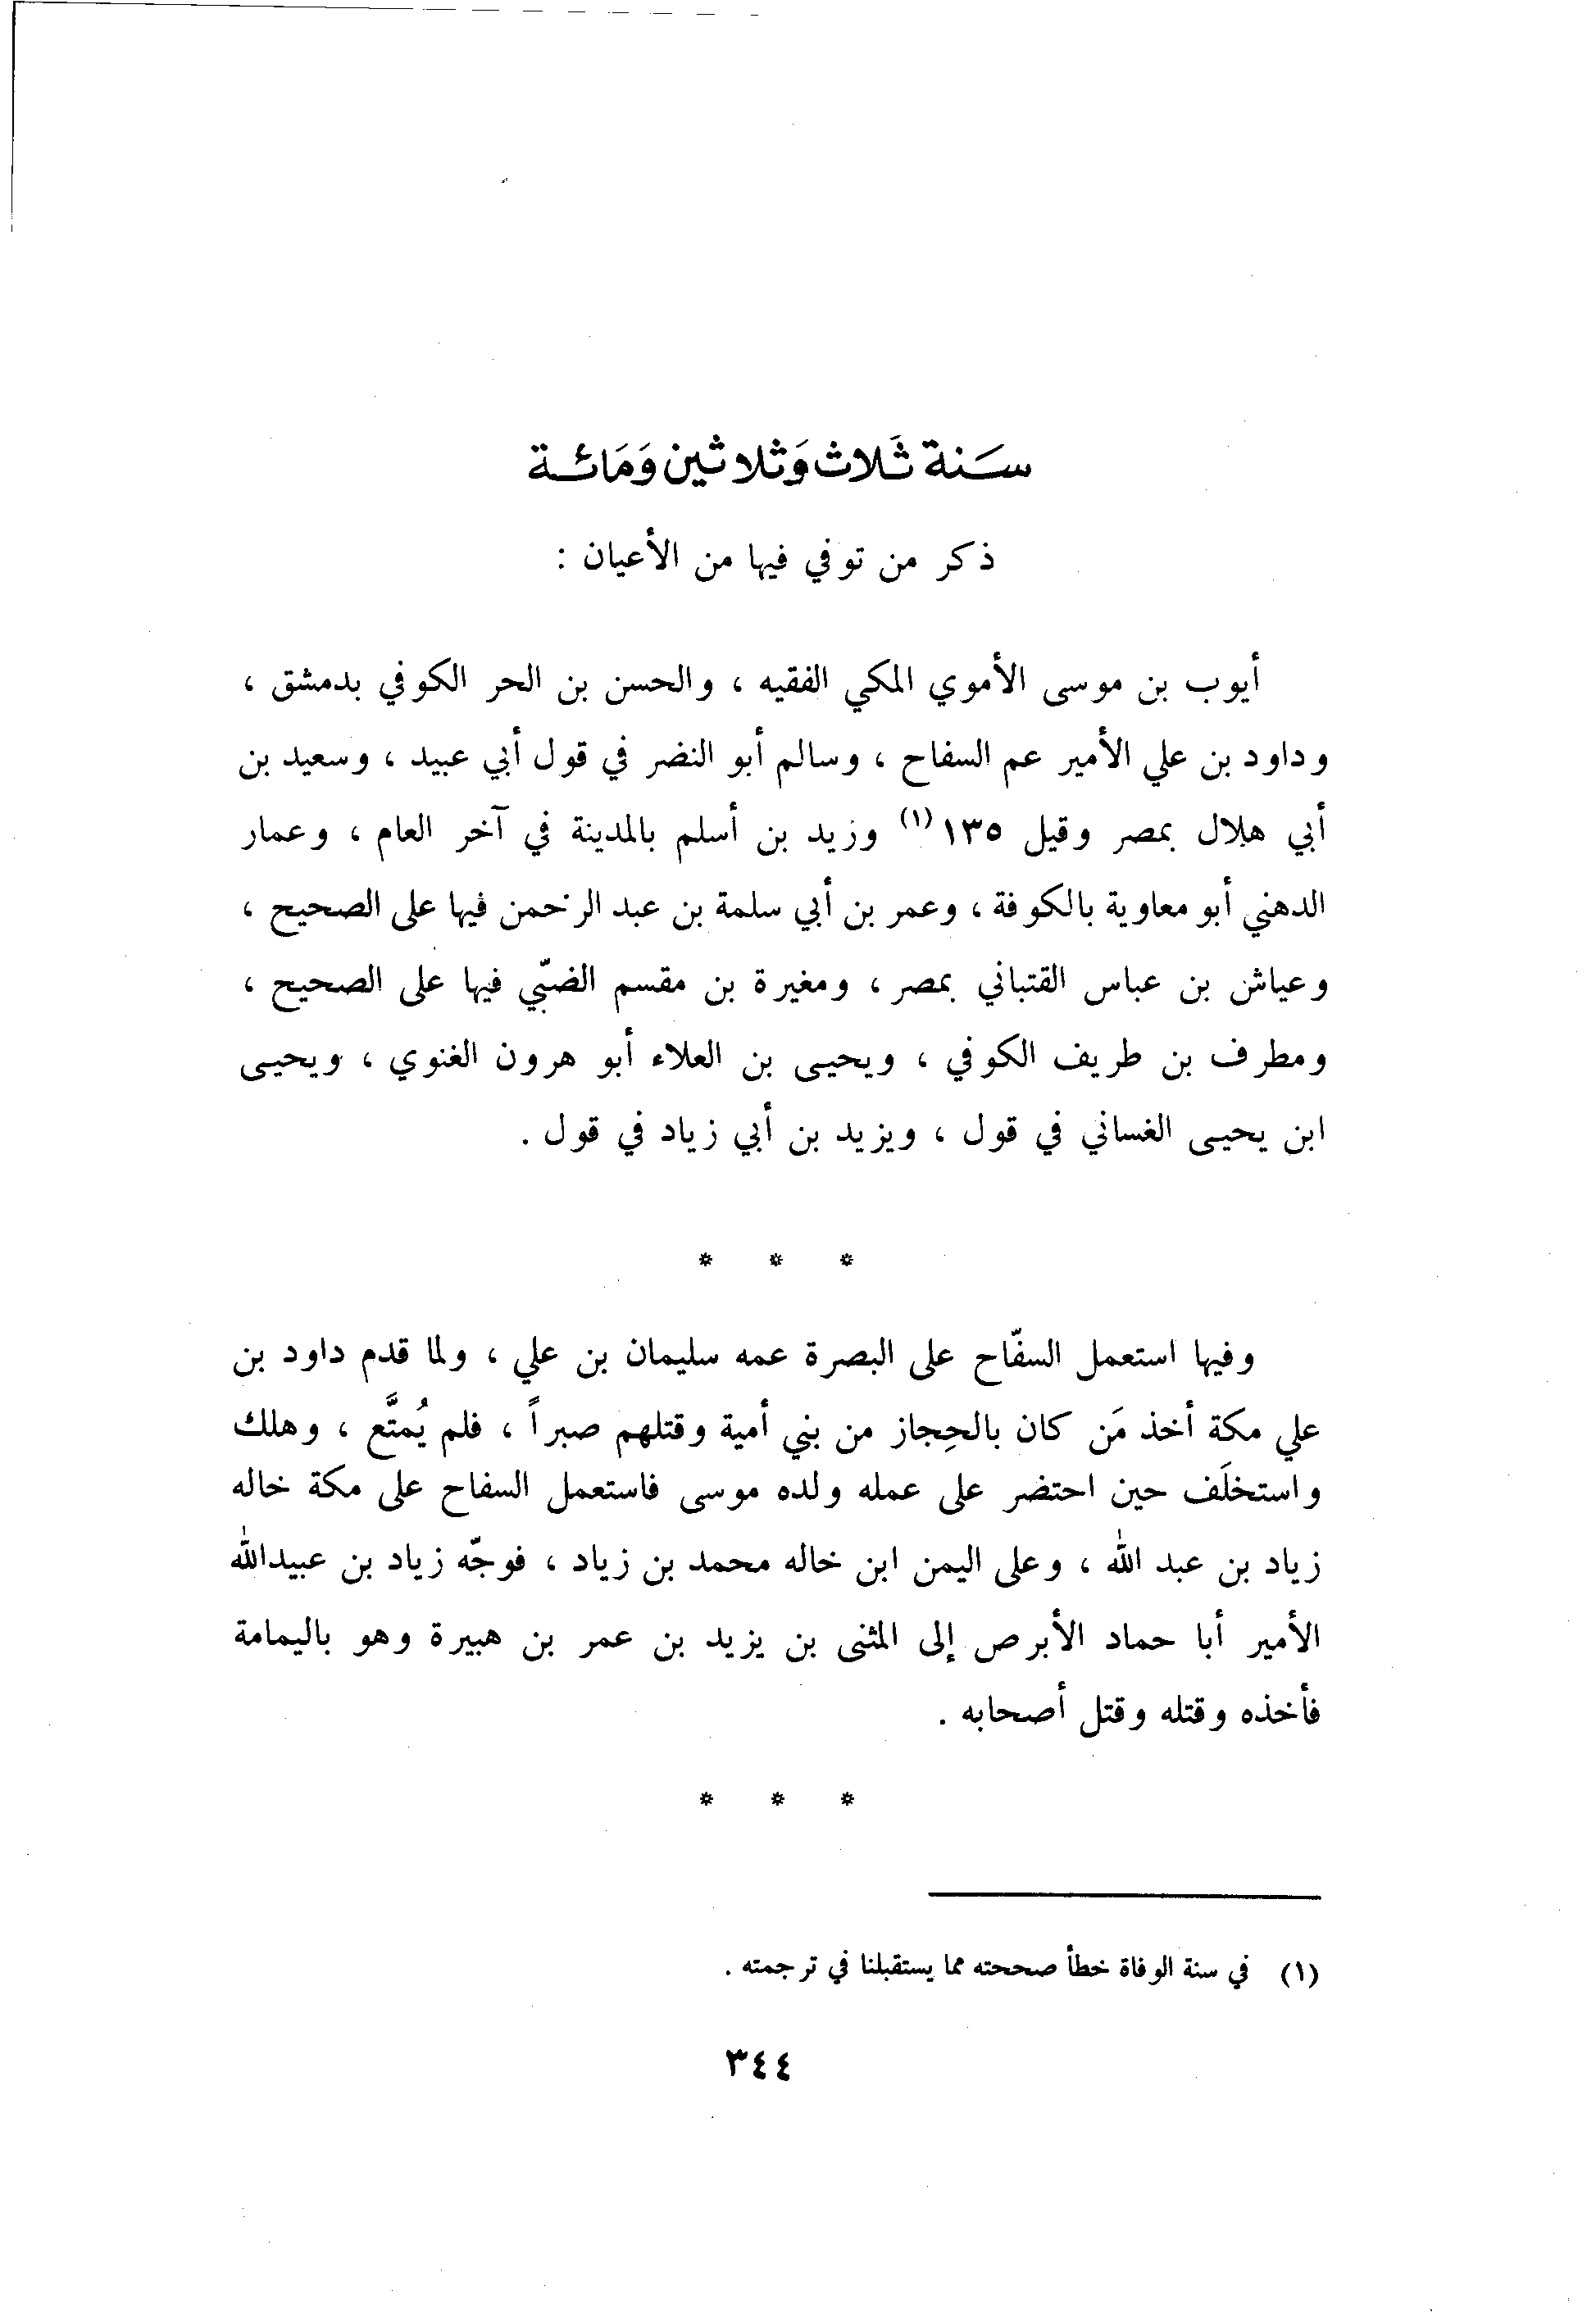 سَنة ثَلاث وَثلاثين وَمَائة
ذكر من توفي فيها من الأعيان :
أيوب بن موسى الأموي المكي الفقيه ، والحسن بن الحر الكوفي بدمشق ،
وداود بن علي الأمير عم السفاح ، وسالم أبو النضر في قول أبي عبيد ، وسعيد بن
أبي هلال بمصر وقيل ١٣٥ (١) وزيد بن أسلم بالمدينة في آخر العام ، وعمار
الدهني أبو معاوية بالكوفة ، وعمر بن أبي سلمة بن عبد الرحمن فيها على الصحيح ،
وعياش بن عباس القتباني بمصر ، ومغيرة بن مقسم الضبّي فيها على الصحيح ،
ومطرف بن طريف الكوفي ، ويحيى بن العلاء أبو هرون الغنوي ، ويحيى
ابن يحيى الغساني في قول ، ويزيد بن أبي زياد في قول .
* * *
وفيها استعمل السفّاح على البصرة عمه سليمان بن علي ، ولما قدم داود بن
علي مكة أخذ مَن كان بالحِجاز من بني أمية وقتلهم صبراً ، فلم يُمتَّع ، وهلك
واستخلَف حين احتضر على عمله ولده موسى فاستعمل السفاح على مكة خاله
زياد بن عبد الله ، وعلى اليمن ابن خاله محمد بن زياد ، فوجّه زياد بن عبيدالله
الأمير أبا حماد الأبرص إلى المثنى بن يزيد بن عمر بن هبيرة وهو باليمامة
فأخذه وقتله وقتل أصحابه .
* * *
(١) في سنة الوفاة خطأ صححته مما يستقبلنا في ترجمته .
٣٤٤